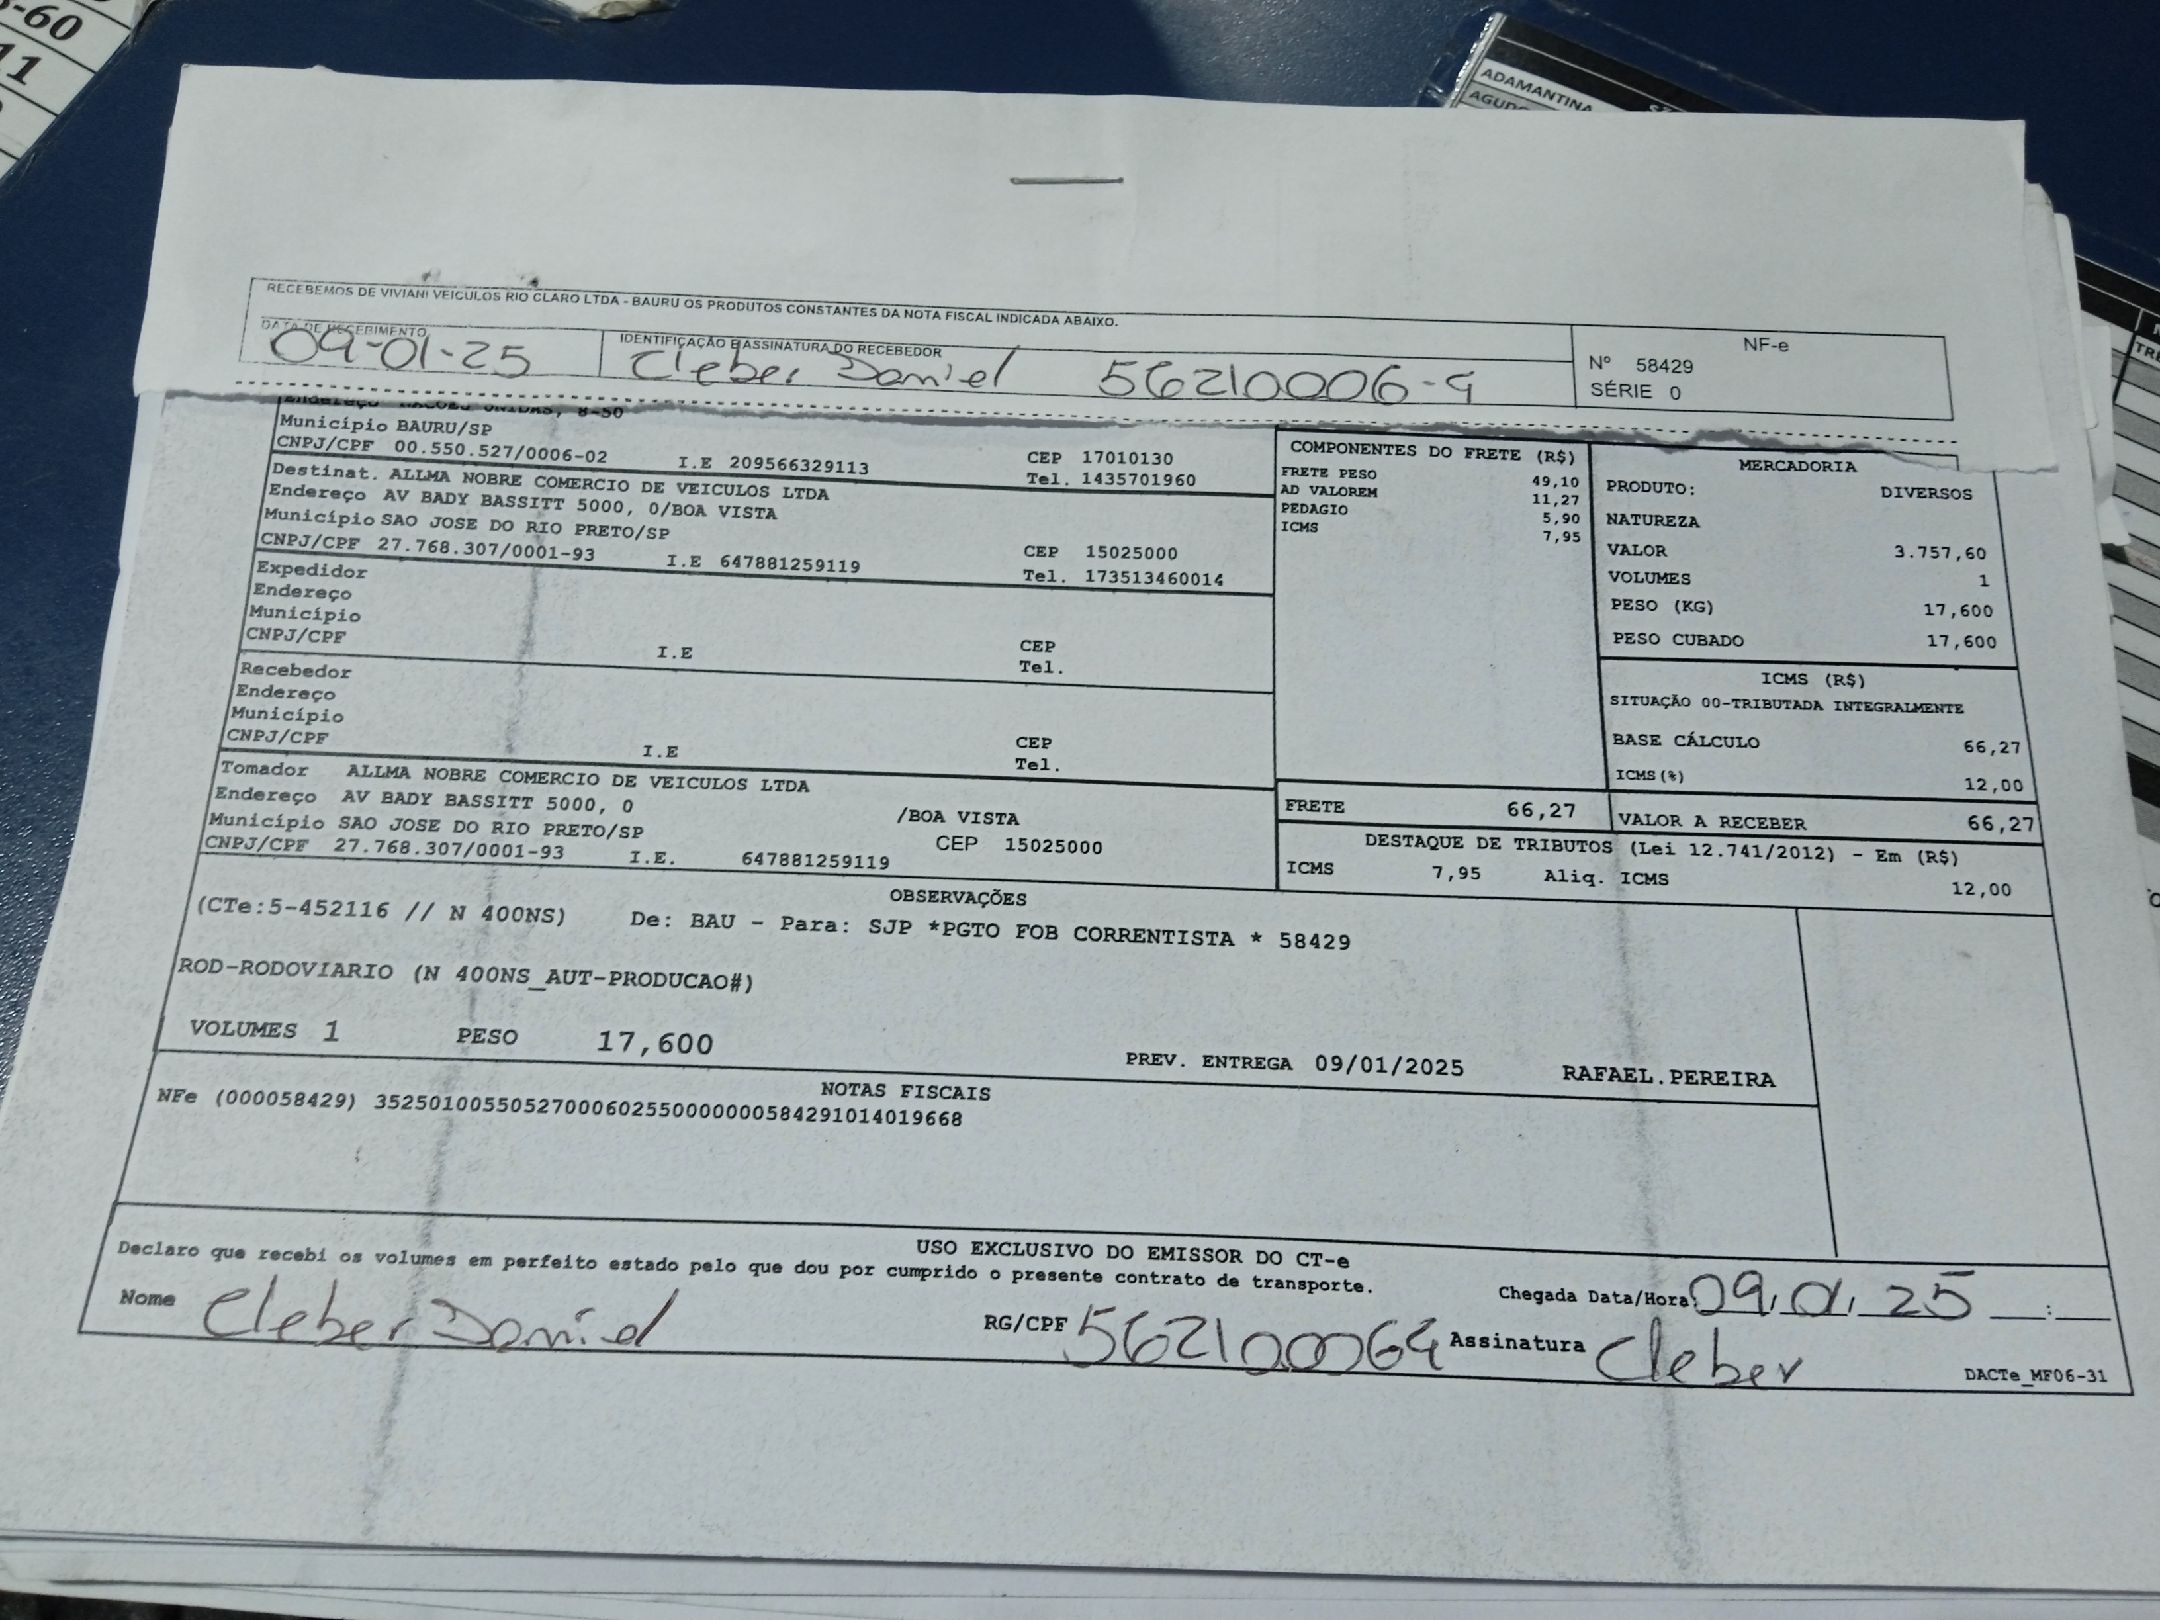 -60
11
ADAMANTINA
RECEBEMOS DE VIVIANI VEICULOS RIO CLARO LTDA - BAURU OS PRODUTOS CONSTANTES DA NOTA FISCAL INDICADA ABAIXO.
DATA DE RECEBIMENTO
IDENTIFICAÇÃO E ASSINATURA DO RECEBEDOR
09-01-25 Cleber Daniel 56210006-9
NF-e
Nº 58429
SÉRIE 0
Endereço NACOES UNIDAS, 8-50
Município BAURU/SP
CNPJ/CPF 00.550.527/0006-02 I.E 209566329113 CEP 17010130
Tel. 1435701960
Destinat. ALLMA NOBRE COMERCIO DE VEICULOS LTDA
Endereço AV BADY BASSITT 5000, 0/BOA VISTA
Município SAO JOSE DO RIO PRETO/SP
CNPJ/CPF 27.768.307/0001-93 I.E 647881259119 CEP 15025000
Tel. 173513460014
Expedidor
Endereço
Município
CNPJ/CPF I.E CEP
Tel.
Recebedor
Endereço
Município
CNPJ/CPF I.E CEP
Tel.
Tomador ALLMA NOBRE COMERCIO DE VEICULOS LTDA
Endereço AV BADY BASSITT 5000, 0 /BOA VISTA
Município SAO JOSE DO RIO PRETO/SP CEP 15025000
CNPJ/CPF 27.768.307/0001-93 I.E. 647881259119
COMPONENTES DO FRETE (R$)
FRETE PESO 49,10
AD VALOREM 11,27
PEDAGIO 5,90
ICMS 7,95
MERCADORIA
PRODUTO: DIVERSOS
NATUREZA
VALOR 3.757,60
VOLUMES 1
PESO (KG) 17,600
PESO CUBADO 17,600
ICMS (R$)
SITUAÇÃO 00-TRIBUTADA INTEGRALMENTE
BASE CÁLCULO 66,27
ICMS(%) 12,00
FRETE 66,27 VALOR A RECEBER 66,27
DESTAQUE DE TRIBUTOS (Lei 12.741/2012) - Em (R$)
ICMS 7,95 Aliq. ICMS 12,00
OBSERVAÇÕES
(CTe:5-452116 // N 400NS) De: BAU - Para: SJP *PGTO FOB CORRENTISTA * 58429
ROD-RODOVIARIO (N 400NS_AUT-PRODUCAO#)
VOLUMES 1 PESO 17,600 PREV. ENTREGA 09/01/2025 RAFAEL.PEREIRA
NOTAS FISCAIS
NFe (000058429) 35250100550527000602550000000584291014019668
USO EXCLUSIVO DO EMISSOR DO CT-e
Declaro que recebi os volumes em perfeito estado pelo que dou por cumprido o presente contrato de transporte.
Chegada Data/Hora: 09.01.25 __:__
Nome Cleber Daniel RG/CPF 562100069 Assinatura Cleber
DACTe_MF06-31